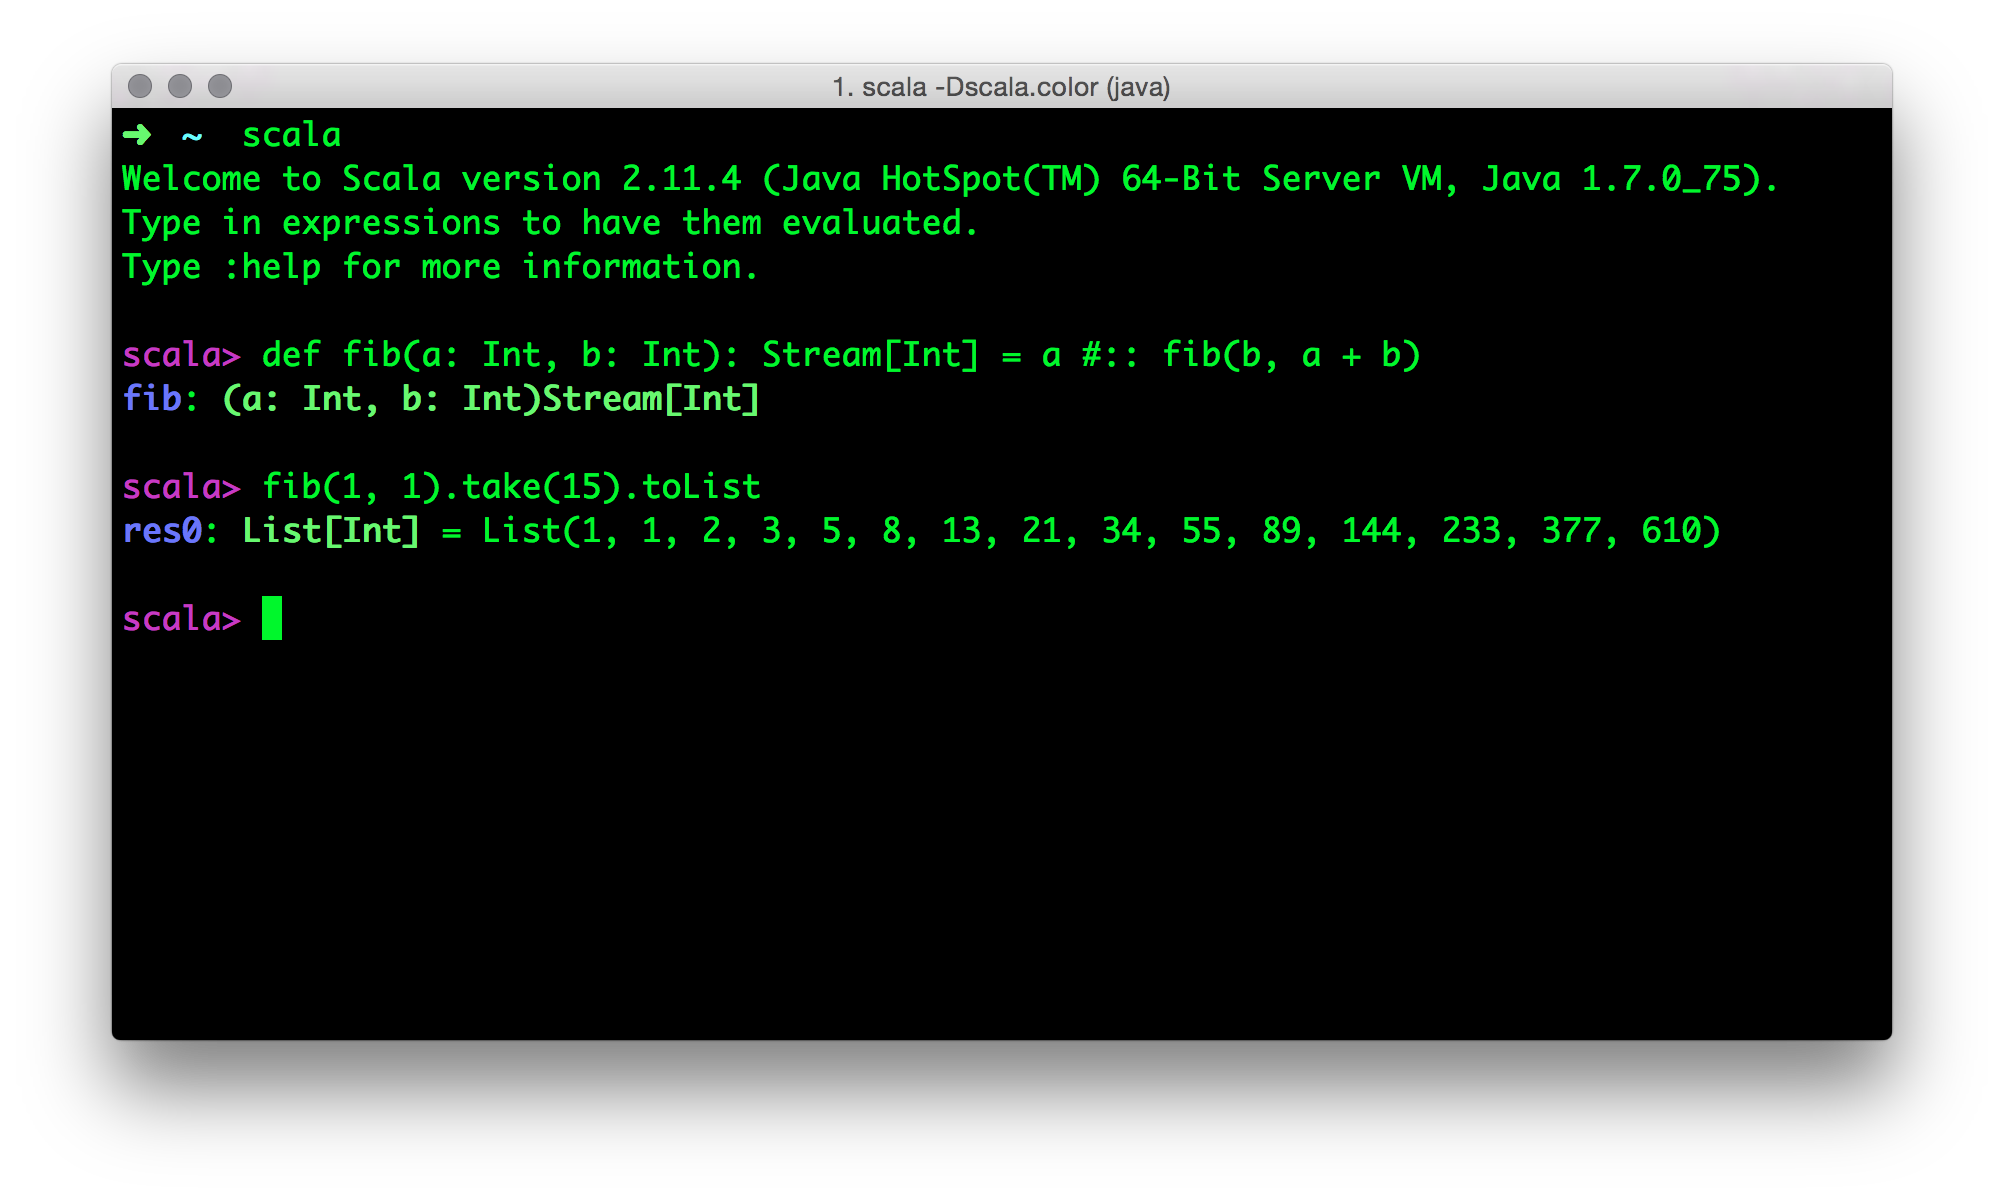 1. scala -Dscala.color (java)
➜ ~ scala
Welcome to Scala version 2.11.4 (Java HotSpot(TM) 64-Bit Server VM, Java 1.7.0_75).
Type in expressions to have them evaluated.
Type :help for more information.
scala> def fib(a: Int, b: Int): Stream[Int] = a #:: fib(b, a + b)
fib: (a: Int, b: Int)Stream[Int]
scala> fib(1, 1).take(15).toList
res0: List[Int] = List(1, 1, 2, 3, 5, 8, 13, 21, 34, 55, 89, 144, 233, 377, 610)
scala>